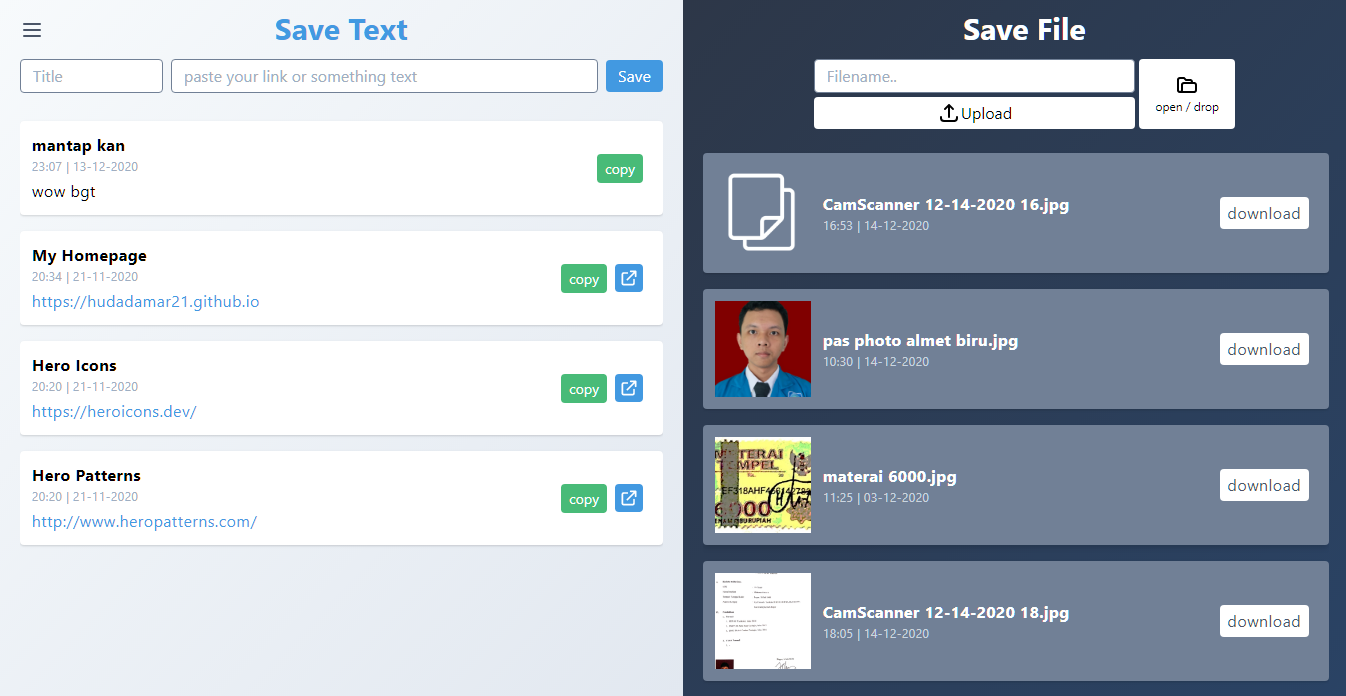 Save Text
Title
paste your link or something text
Save
mantap kan
23:07 | 13-12-2020
wow bgt
copy
My Homepage
20:34 | 21-11-2020
https://hudadamar21.github.io
copy
Hero Icons
20:20 | 21-11-2020
https://heroicons.dev/
copy
Hero Patterns
20:20 | 21-11-2020
http://www.heropatterns.com/
copy
Save File
Filename..
Upload
open / drop
CamScanner 12-14-2020 16.jpg
16:53 | 14-12-2020
download
pas photo almet biru.jpg
10:30 | 14-12-2020
download
TEMPEL
materai 6000.jpg
11:25 | 03-12-2020
download
CamScanner 12-14-2020 18.jpg
18:05 | 14-12-2020
download